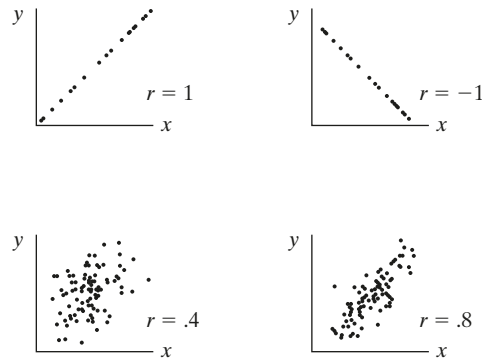 y
r = 1
x
y
r = −1
x
y
r = .4
x
y
r = .8
x